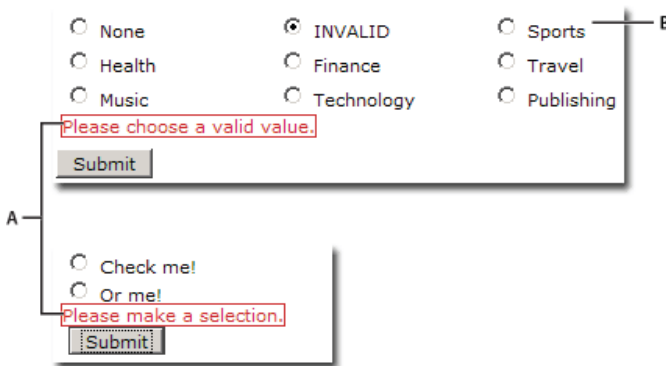 None INVALID Sports B
Health Finance Travel
Music Technology Publishing
Please choose a valid value.
Submit
A
Check me!
Or me!
Please make a selection.
Submit